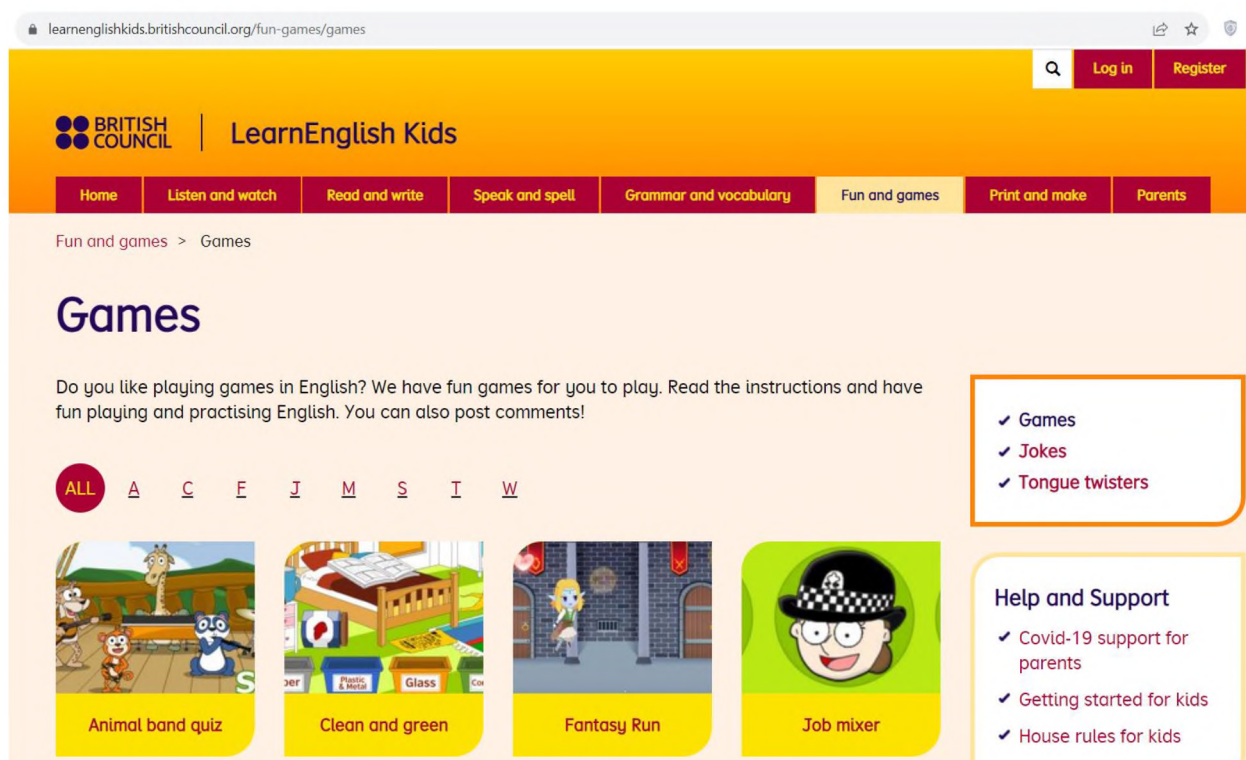 learnenglishkids.britishcouncil.org/fun-games/games
Log in Register
BRITISH
COUNCIL
LearnEnglish Kids
Home Listen and watch Read and write Speak and spell Grammar and vocabulary Fun and games Print and make Parents
Fun and games > Games
Games
Do you like playing games in English? We have fun games for you to play. Read the instructions and have
fun playing and practising English. You can also post comments!
ALL A C F J M S T W
Plastic
& Metal
Glass
Animal band quiz Clean and green Fantasy Run Job mixer
Games
Jokes
Tongue twisters
Help and Support
Covid-19 support for
parents
Getting started for kids
House rules for kids